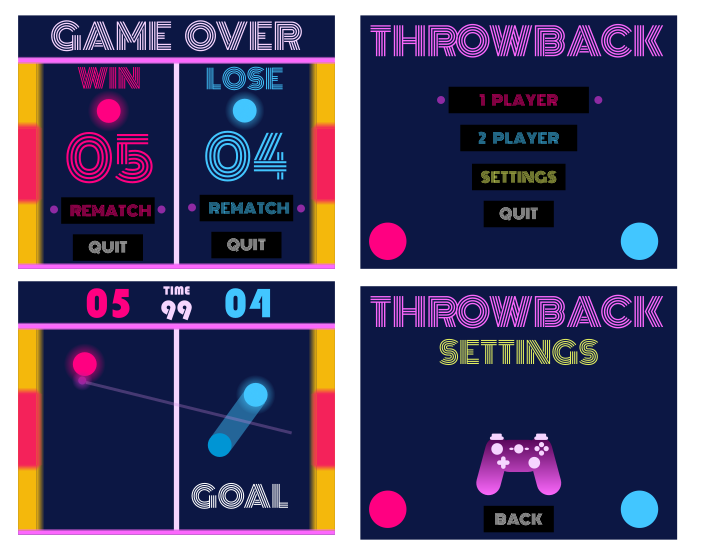 GAME OVER
WIN LOSE
05 04
REMATCH REMATCH
QUIT QUIT
THROWBACK
1 PLAYER
2 PLAYER
SETTINGS
QUIT
05 TIME 99 04
GOAL
THROWBACK
SETTINGS
BACK